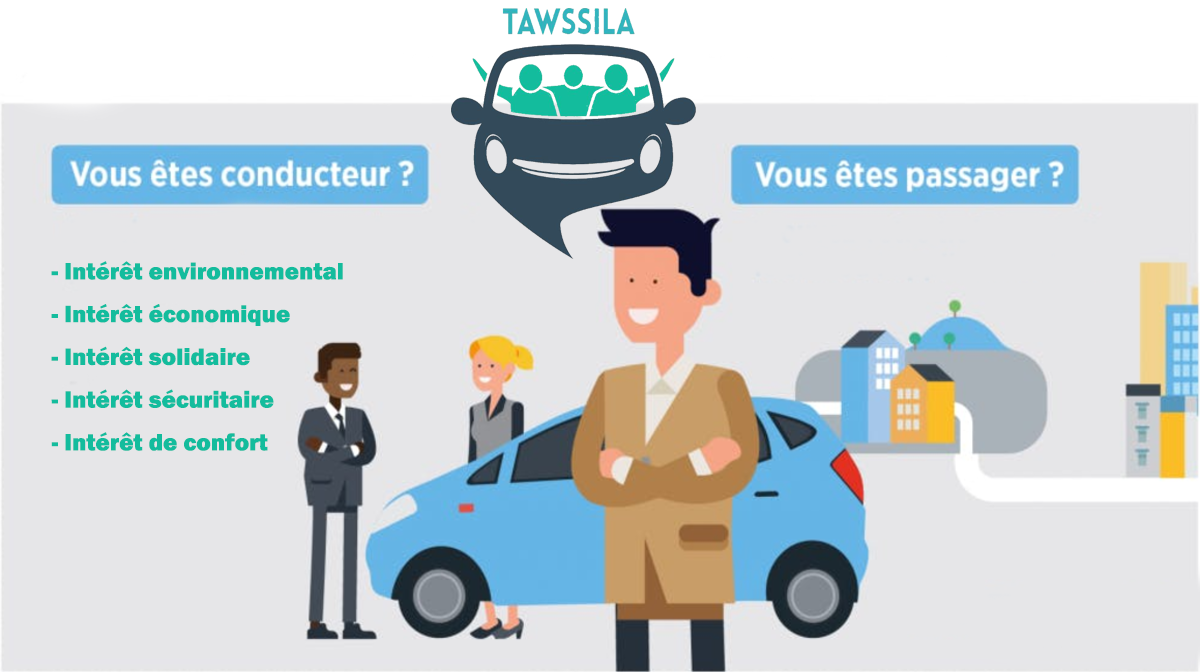 TAWSSILA
Vous êtes conducteur ?
Vous êtes passager ?
- Intérêt environnemental
- Intérêt économique
- Intérêt solidaire
- Intérêt sécuritaire
- Intérêt de confort